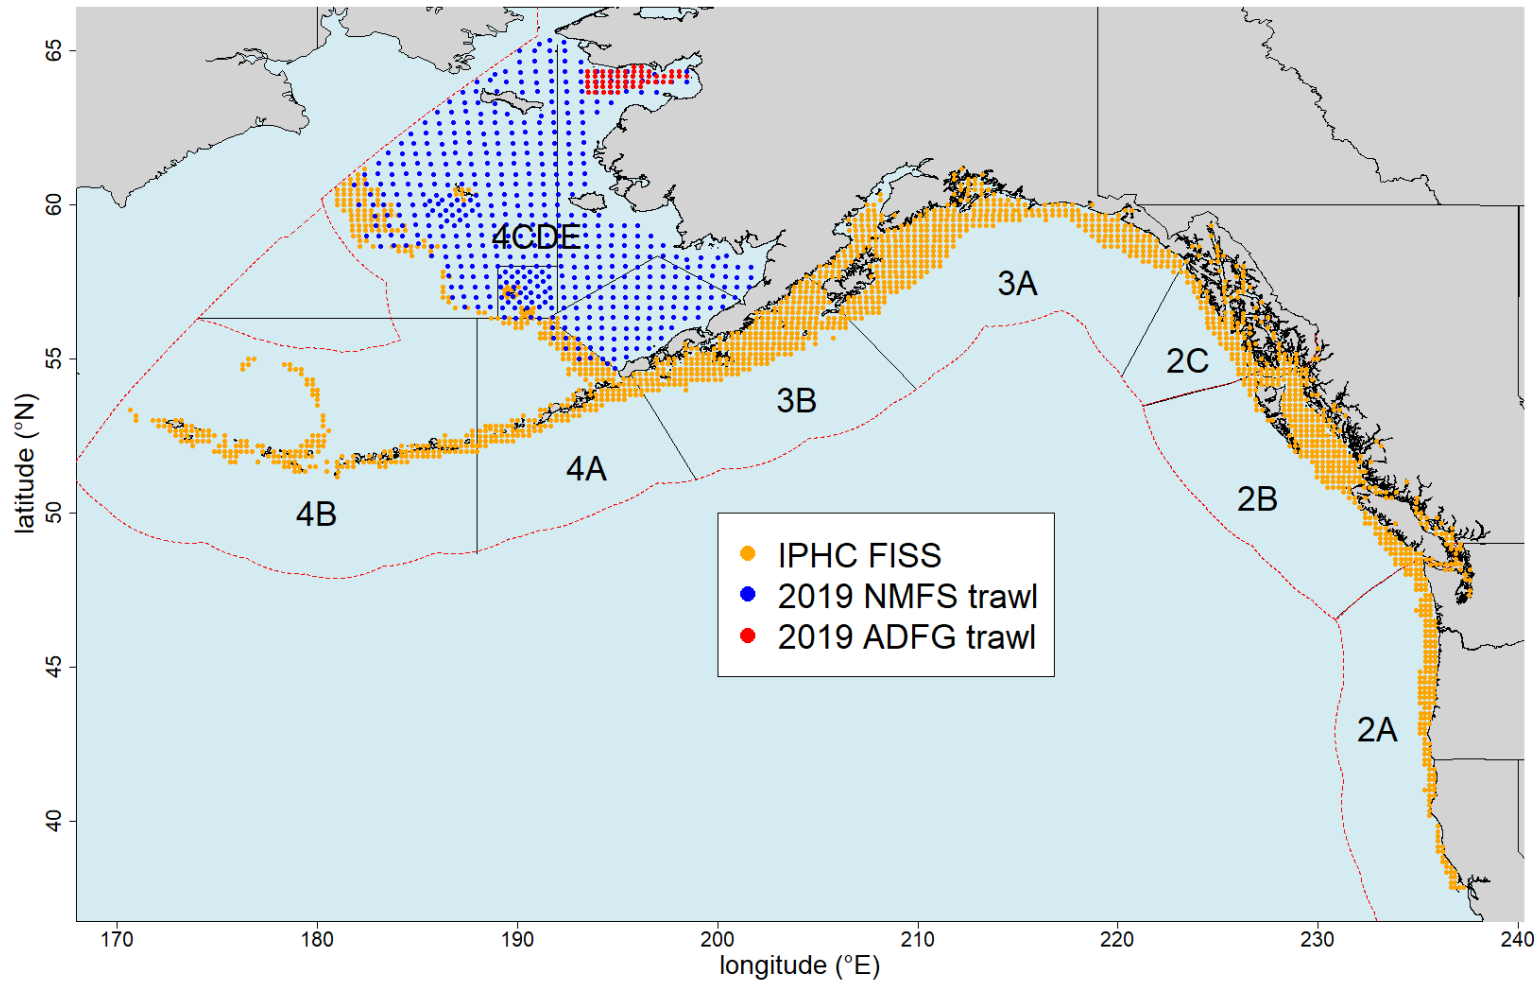 65
60
55
50
45
40
latitude (°N)
4CDE
3A
2C
3B
4A
2B
4B
2A
IPHC FISS
2019 NMFS trawl
2019 ADFG trawl
170
180
190
200
210
220
230
240
longitude (°E)